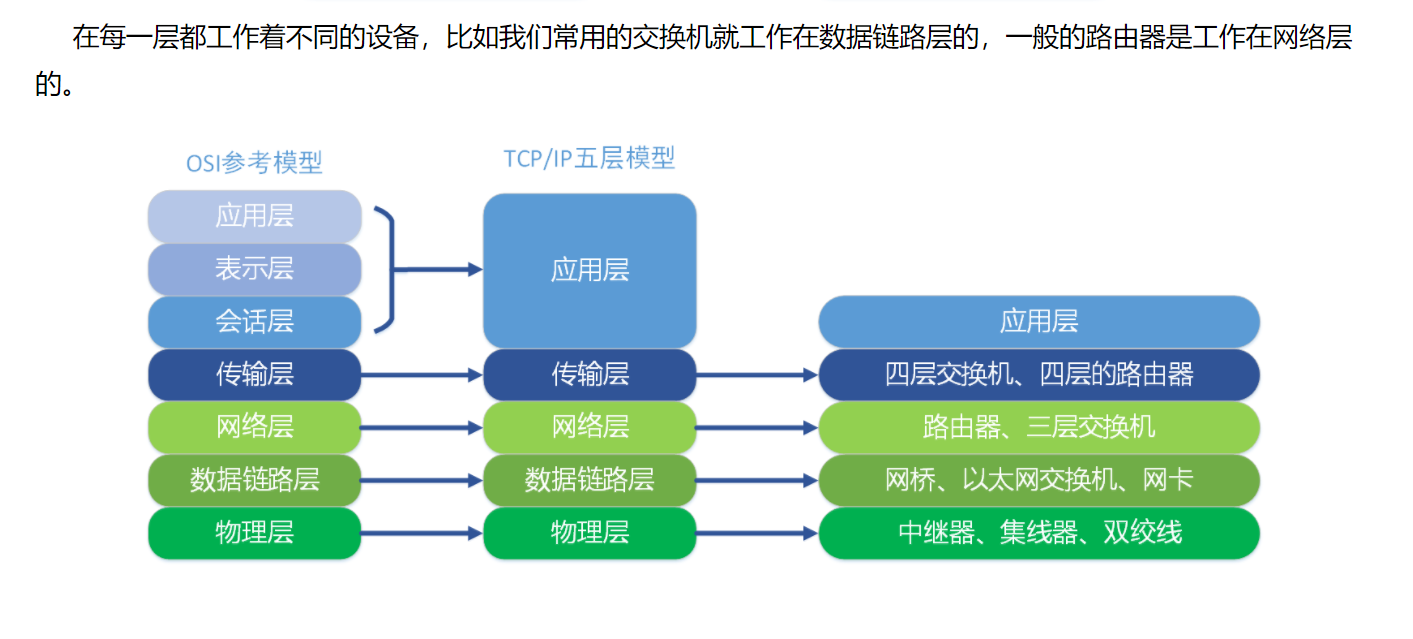 在每一层都工作着不同的设备，比如我们常用的交换机就工作在数据链路层的，一般的路由器是工作在网络层
的。
OSI参考模型
TCP/IP五层模型
应用层
表示层
会话层
应用层
应用层
传输层
传输层
四层交换机、四层的路由器
网络层
网络层
路由器、三层交换机
数据链路层
数据链路层
网桥、以太网交换机、网卡
物理层
物理层
中继器、集线器、双绞线